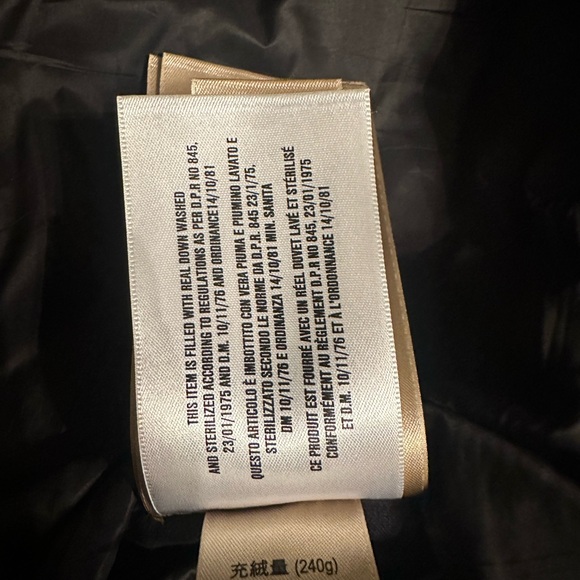 THIS ITEM IS FILLED WITH REAL DOWN WASHED
AND STERILIZED ACCORDING TO REGULATIONS AS PER D.P.R NO 845,
23/01/1975 AND D.M. 10/11/76 AND ORDINANCE14/10/81
QUESTO ARTICOLO È IMBOTTITO CON VERA PIUMA E PIUMINO LAVATO E
STERILIZZATO SECONDO LE NORME DA D.P.R. 845 23/1/75,
DM 10/11/76 E ORDINANZA 14/10/81 MIN. SANITA
CE PRODUIT EST FOURRÉ AVEC UN RÉEL DUVET LAVÉ ET STÉRILISÉ
CONFORMÉMENT AU RÈGLEMENT D.P.R NO 845, 23/01/1975
ET D.M. 10/11/76 ET À L'ORDONNANCE 14/10/81
充絨量 (240g)